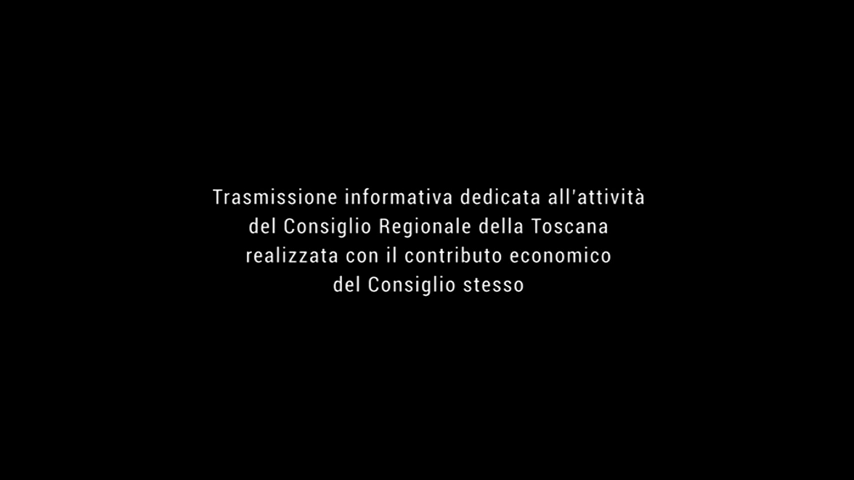 Trasmissione informativa dedicata all'attività
del Consiglio Regionale della Toscana
realizzata con il contributo economico
del Consiglio stesso